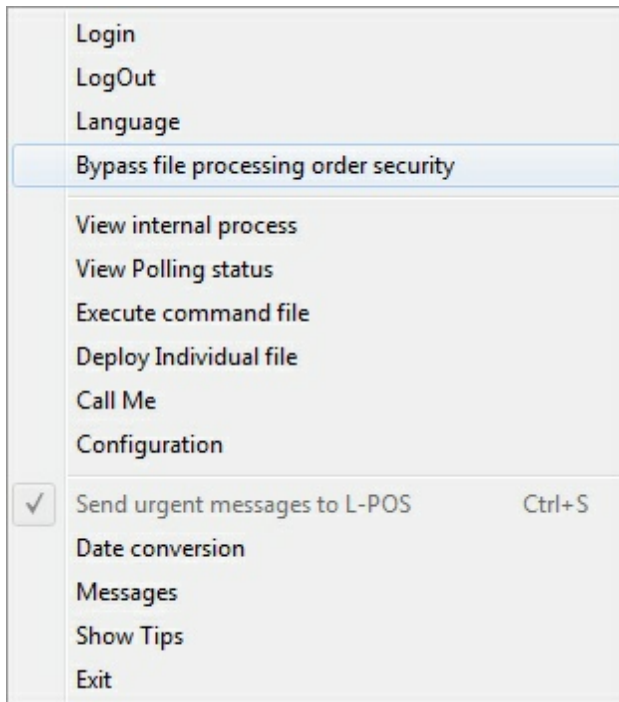 Login
LogOut
Language
Bypass file processing order security
View internal process
View Polling status
Execute command file
Deploy Individual file
Call Me
Configuration
Send urgent messages to L-POS Ctrl+S
Date conversion
Messages
Show Tips
Exit